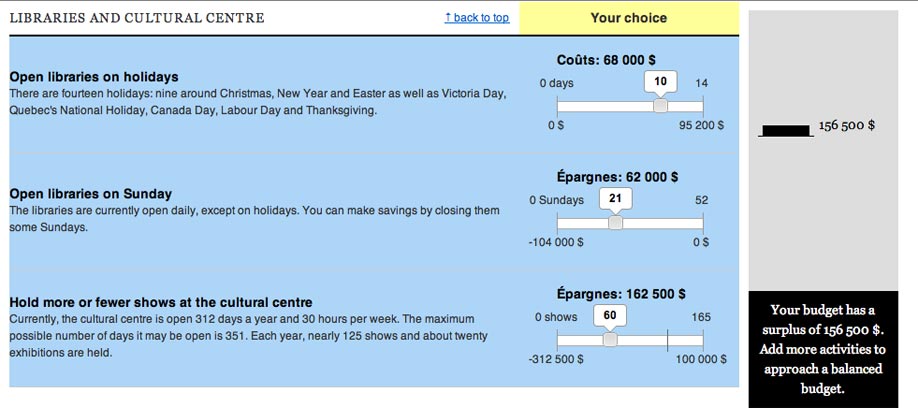 LIBRARIES AND CULTURAL CENTRE
↑ back to top
Your choice
Open libraries on holidays
There are fourteen holidays: nine around Christmas, New Year and Easter as well as Victoria Day,
Quebec's National Holiday, Canada Day, Labour Day and Thanksgiving.
Coûts: 68 000 $
0 days 10 14
0 $ 95 200 $
Open libraries on Sunday
The libraries are currently open daily, except on holidays. You can make savings by closing them
some Sundays.
Épargnes: 62 000 $
0 Sundays 21 52
-104 000 $ 0 $
Hold more or fewer shows at the cultural centre
Currently, the cultural centre is open 312 days a year and 30 hours per week. The maximum
possible number of days it may be open is 351. Each year, nearly 125 shows and about twenty
exhibitions are held.
Épargnes: 162 500 $
0 shows 60 165
-312 500 $ 100 000 $
156 500 $
Your budget has a
surplus of 156 500 $.
Add more activities to
approach a balanced
budget.